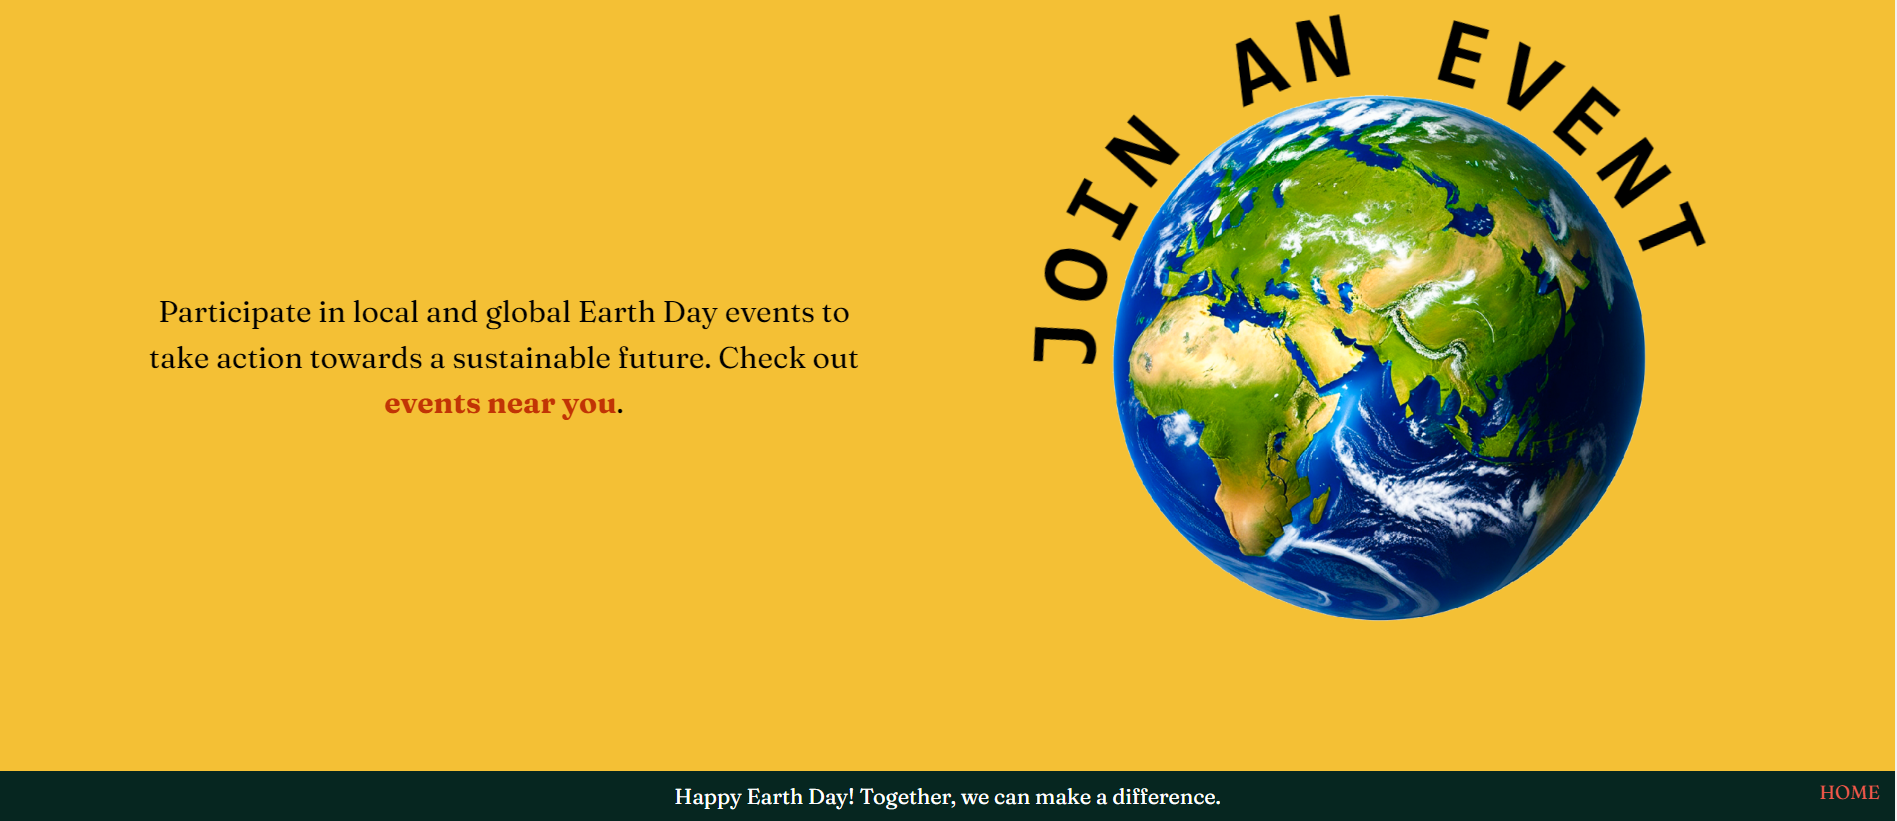 JOIN AN EVENT
Participate in local and global Earth Day events to
take action towards a sustainable future. Check out
events near you.
Happy Earth Day! Together, we can make a difference.
HOME